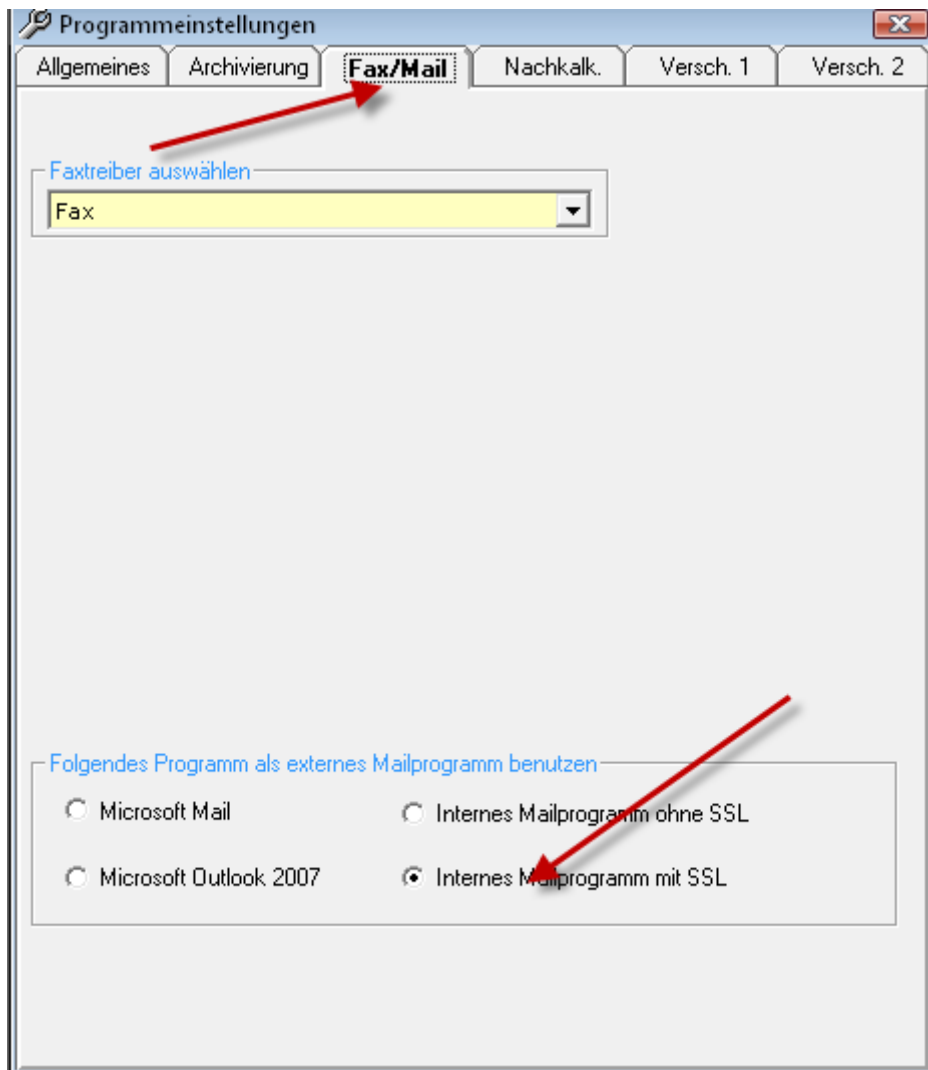 Programmeinstellungen
Allgemeines Archivierung Fax/Mail Nachkalk. Versch. 1 Versch. 2
Faxtreiber auswählen
Fax
Folgendes Programm als externes Mailprogramm benutzen
Microsoft Mail Internes Mailprogramm ohne SSL
Microsoft Outlook 2007 Internes Mailprogramm mit SSL